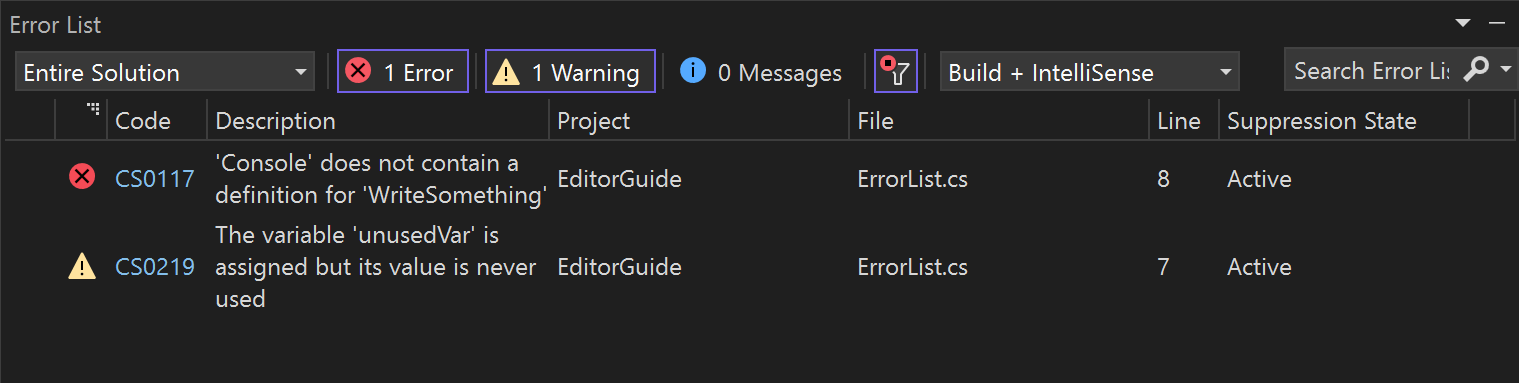 Error List
Entire Solution 1 Error 1 Warning 0 Messages Build + IntelliSense Search Error Lis
Code Description Project File Line Suppression State
CS0117 'Console' does not contain a EditorGuide ErrorList.cs 8 Active
definition for 'WriteSomething'
The variable 'unusedVar' is
CS0219 assigned but its value is never EditorGuide ErrorList.cs 7 Active
used